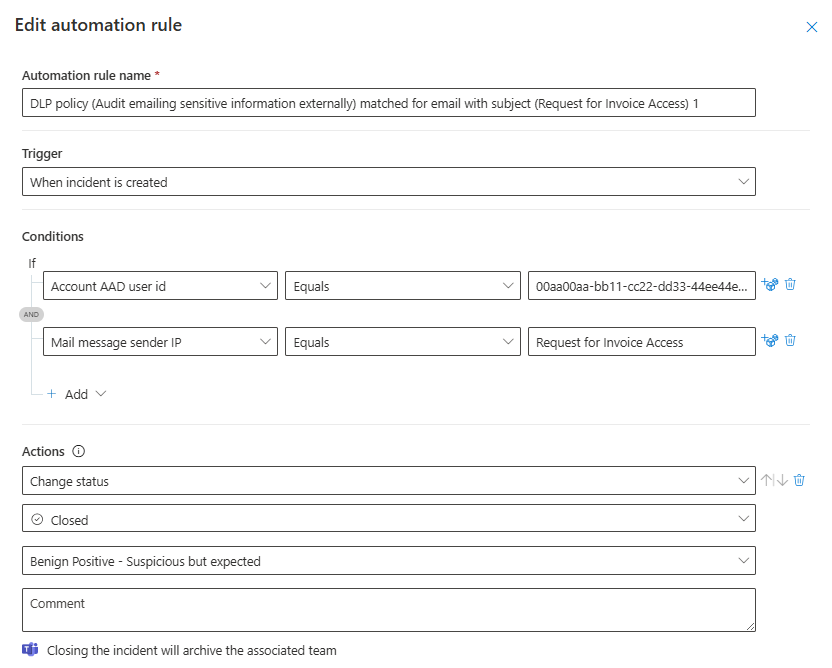 Edit automation rule
Automation rule name *
DLP policy (Audit emailing sensitive information externally) matched for email with subject (Request for Invoice Access) 1
Trigger
When incident is created
Conditions
If
Account AAD user id Equals 00aa00aa-bb11-cc22-dd33-44ee44e...
AND
Mail message sender IP Equals Request for Invoice Access
+ Add
Actions
Change status
Closed
Benign Positive - Suspicious but expected
Comment
Closing the incident will archive the associated team